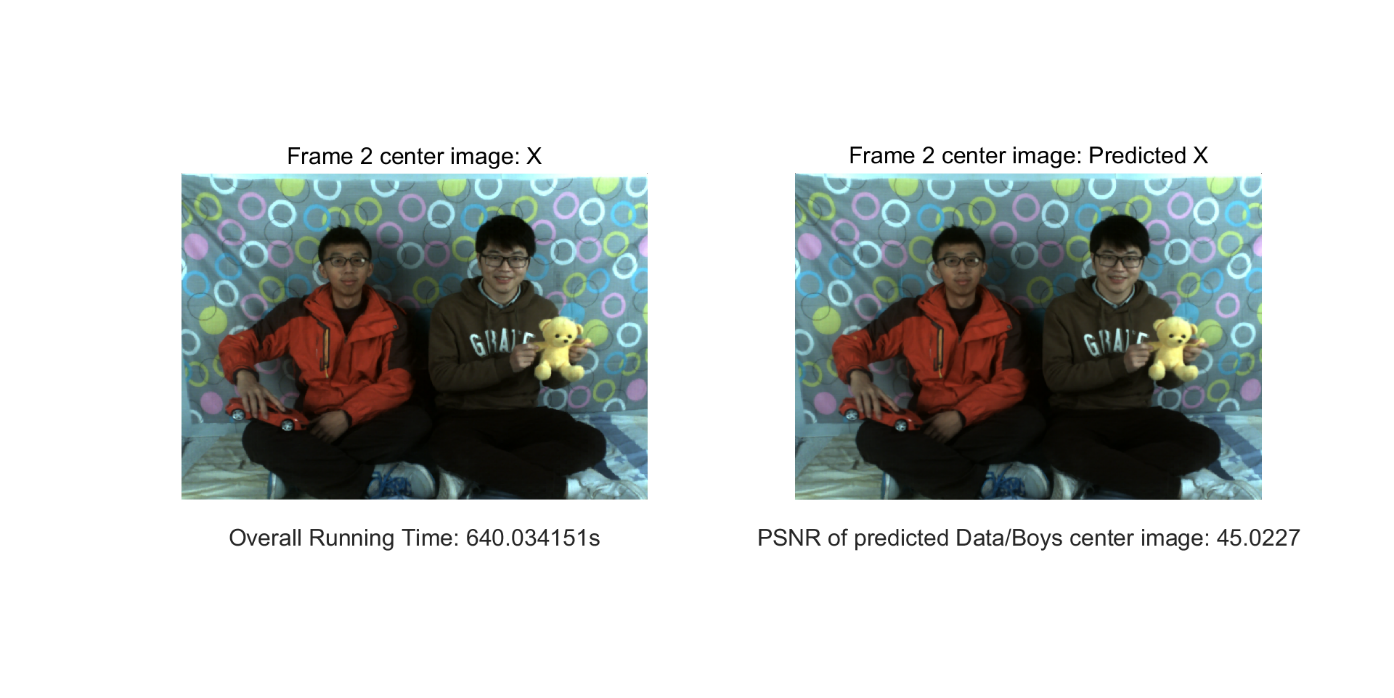 Frame 2 center image: X
Frame 2 center image: Predicted X
Overall Running Time: 640.034151s
PSNR of predicted Data/Boys center image: 45.0227